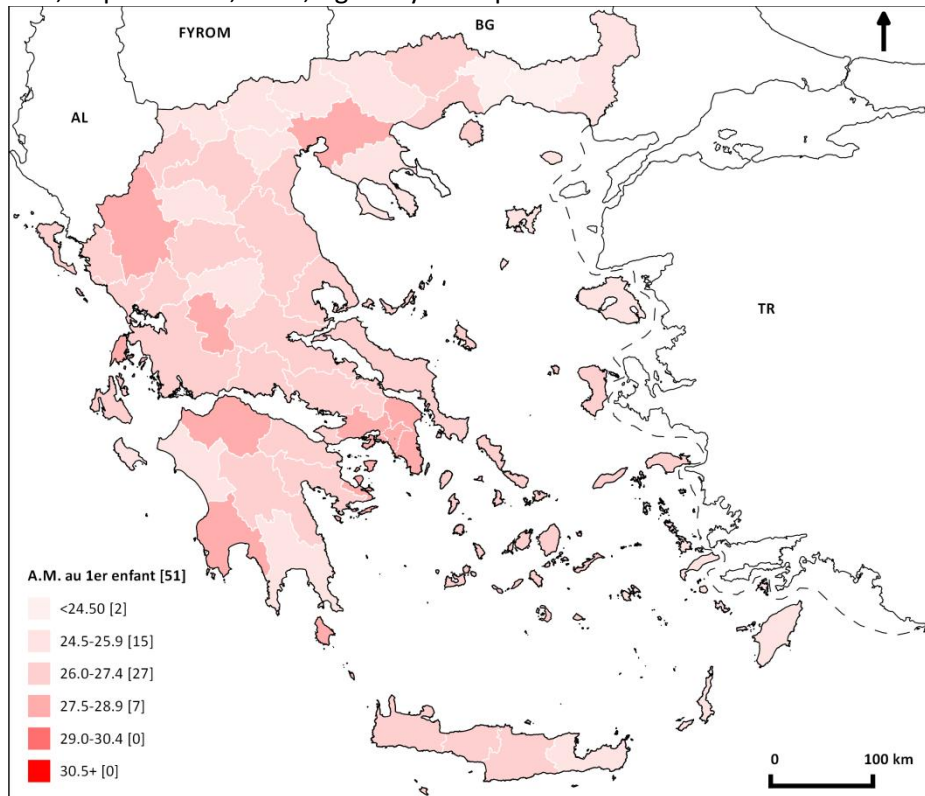 FYROM
BG
AL
TR
A.M. au 1er enfant [51]
<24.50 [2]
24.5-25.9 [15]
26.0-27.4 [27]
27.5-28.9 [7]
29.0-30.4 [0]
30.5+ [0]
0 100 km